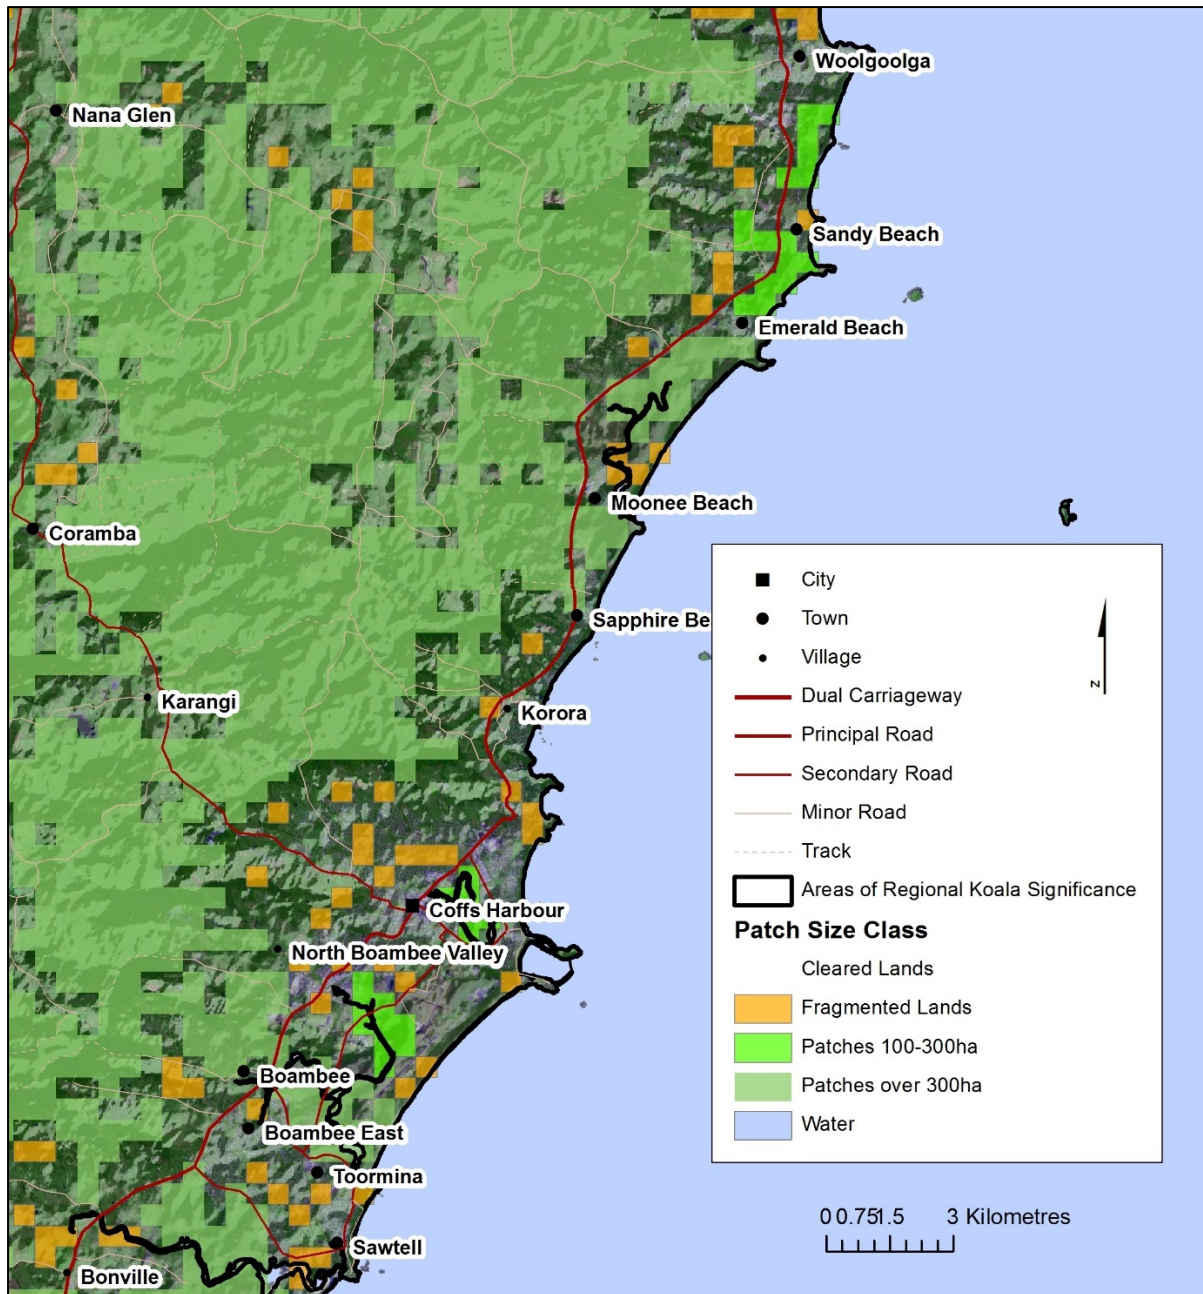 Woolgoolga
Nana Glen
Sandy Beach
Emerald Beach
Moonee Beach
Coramba
Sapphire Be
Karangi
Korora
Coffs Harbour
North Boambee Valley
Boambee
Boambee East
Toormina
Sawtell
Bonville
City
Town
Village
Dual Carriageway
Principal Road
Secondary Road
Minor Road
Track
Areas of Regional Koala Significance
Patch Size Class
Cleared Lands
Fragmented Lands
Patches 100-300ha
Patches over 300ha
Water
N
0 0.75 1.5 3 Kilometres